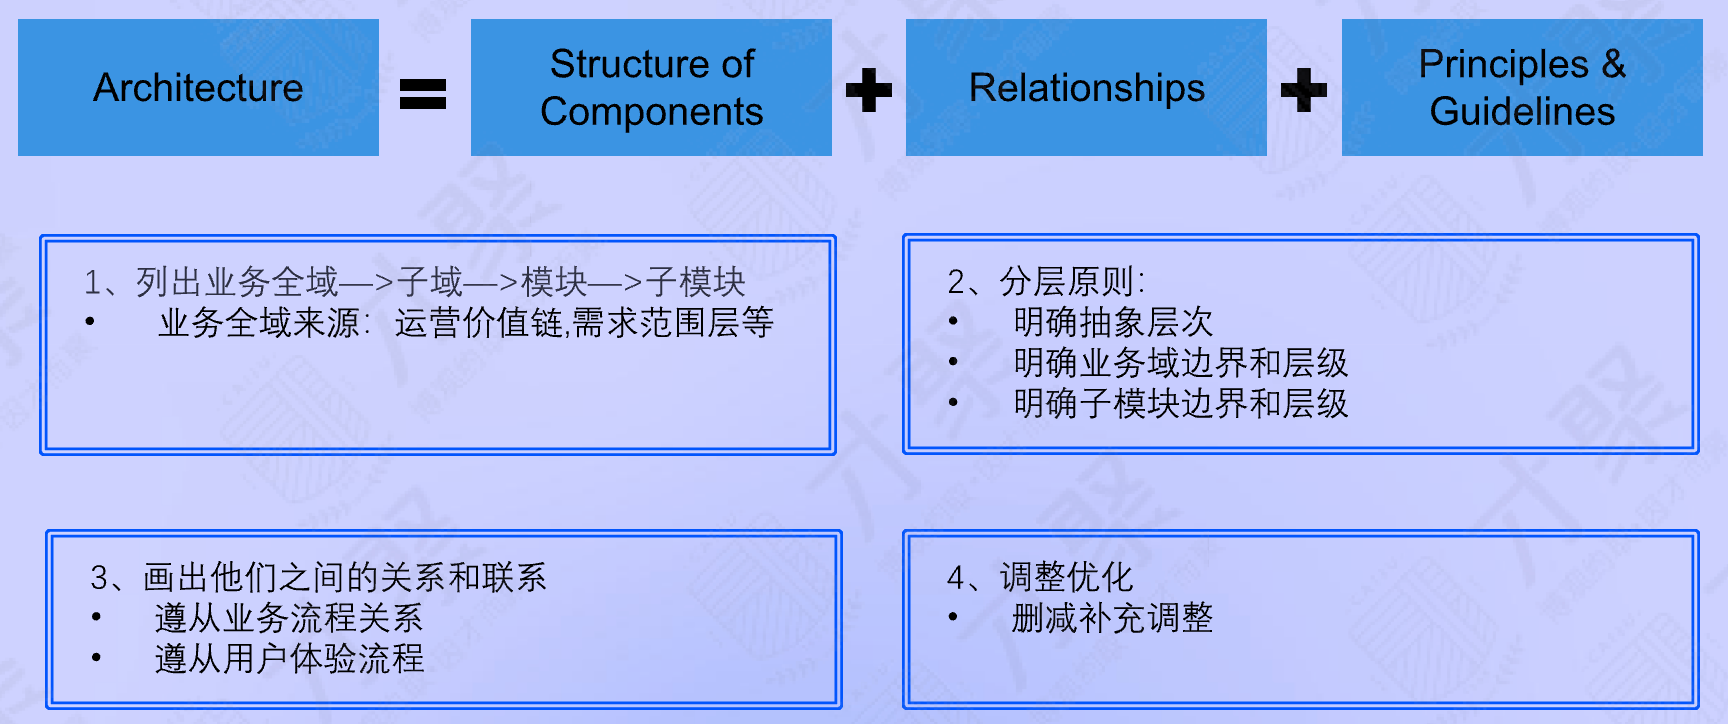 Architecture
=
Structure of
Components
+
Relationships
+
Principles &
Guidelines
1、列出业务全域—>子域—>模块—>子模块
• 业务全域来源：运营价值链,需求范围层等
2、分层原则：
• 明确抽象层次
• 明确业务域边界和层级
• 明确子模块边界和层级
3、画出他们之间的关系和联系
• 遵从业务流程关系
• 遵从用户体验流程
4、调整优化
• 删减补充调整
才聚